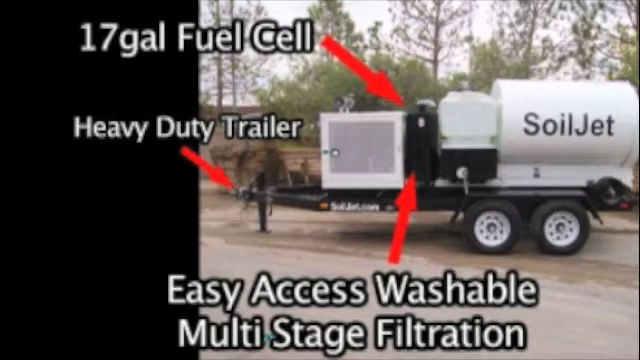 17gal Fuel Cell
Heavy Duty Trailer
SoilJet
SoilJet.com
Easy Access Washable
Multi Stage Filtration